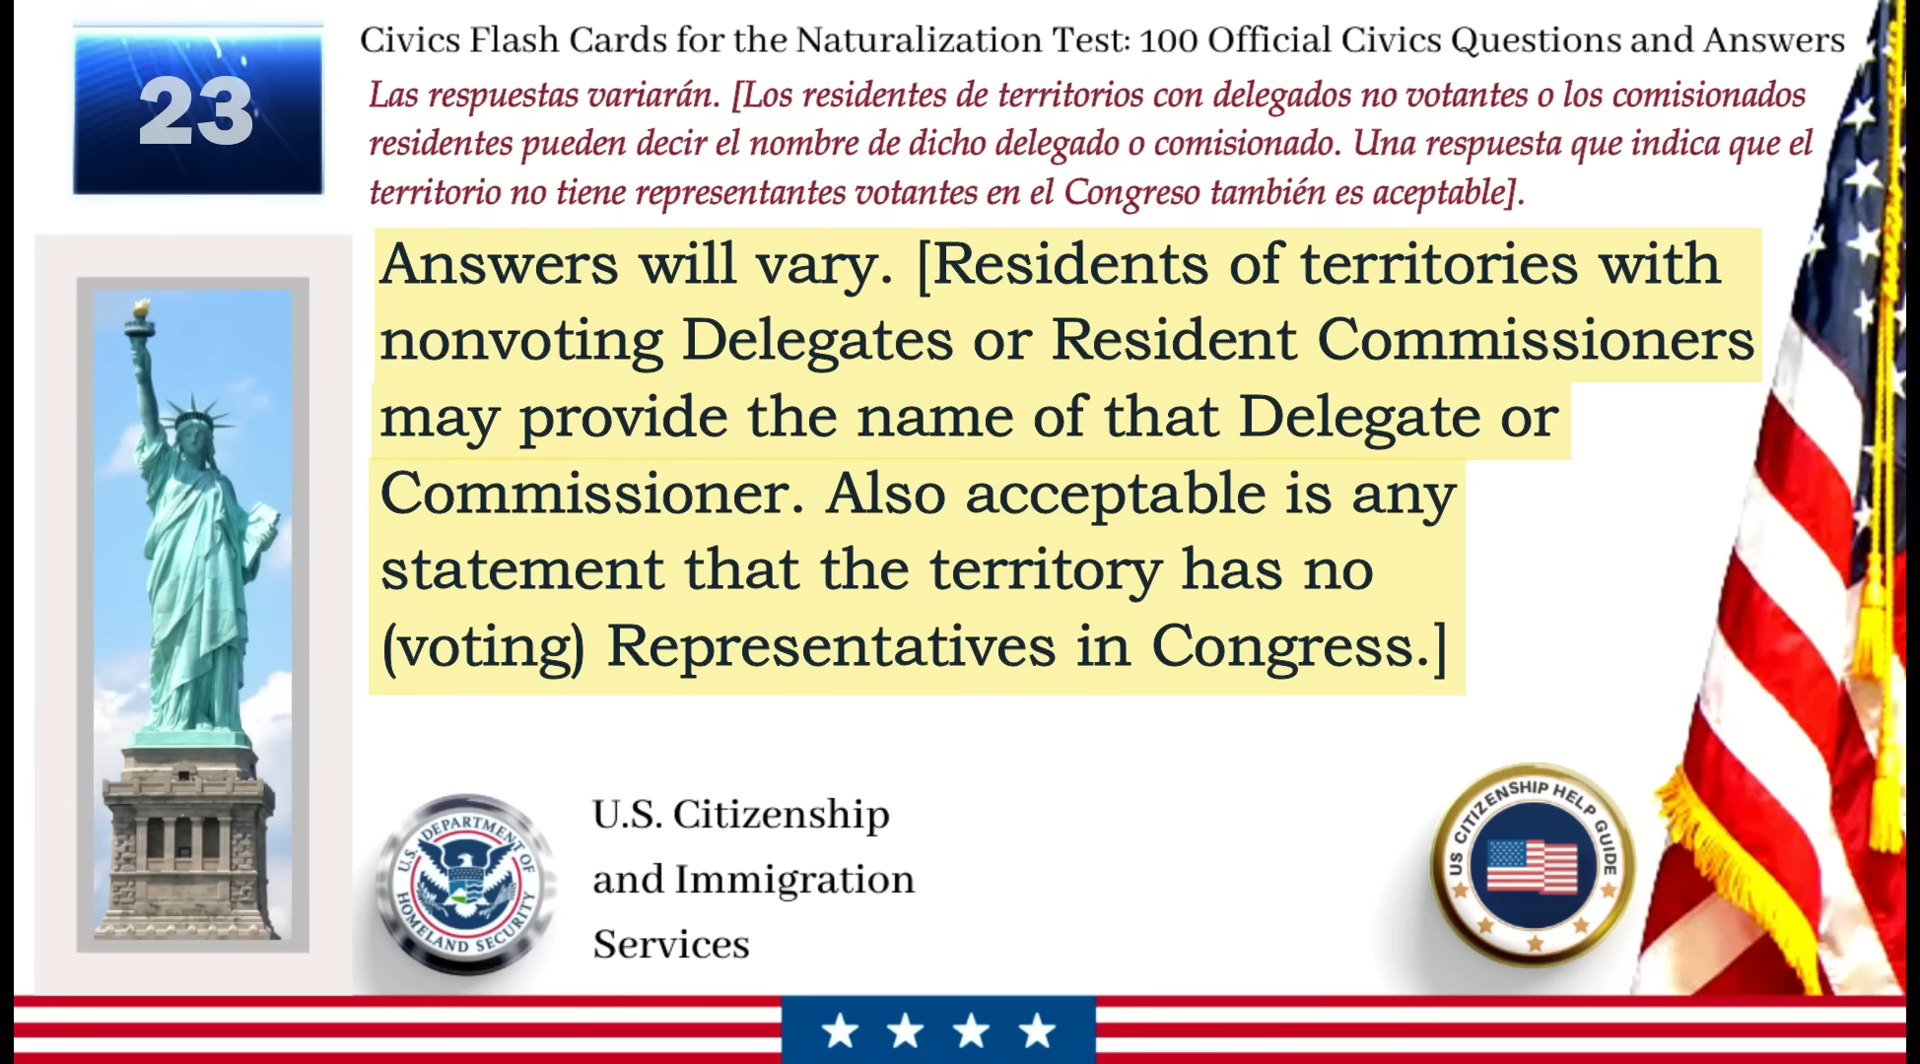 23
Civics Flash Cards for the Naturalization Test: 100 Official Civics Questions and Answers
Las respuestas variarán. [Los residentes de territorios con delegados no votantes o los comisionados
residentes pueden decir el nombre de dicho delegado o comisionado. Una respuesta que indica que el
territorio no tiene representantes votantes en el Congreso también es aceptable].
Answers will vary. [Residents of territories with
nonvoting Delegates or Resident Commissioners
may provide the name of that Delegate or
Commissioner. Also acceptable is any
statement that the territory has no
(voting) Representatives in Congress.]
U.S. DEPARTMENT OF
HOMELAND SECURITY
U.S. Citizenship
and Immigration
Services
US CITIZENSHIP HELP GUIDE